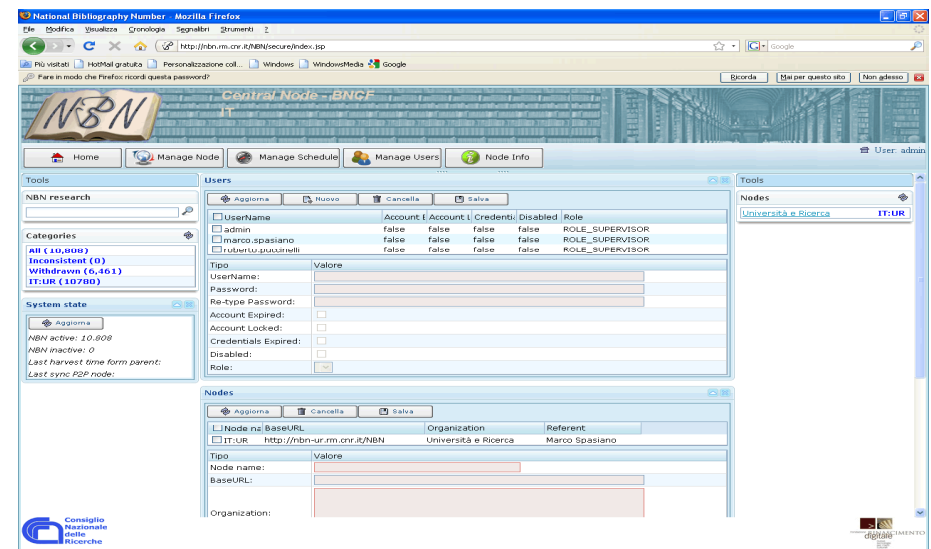 National Bibliography Number - Mozilla Firefox
File Modifica Visualizza Cronologia Segnalibri Strumenti ?
http://nbn.rm.cnr.it/NBN/secure/index.jsp
Google
Più visitati HotMail gratuita Personalizzazione coll... Windows WindowsMedia Google
Fare in modo che Firefox ricordi questa password?
Ricorda Mai per questo sito Non adesso
NBN
Central Node - BNCF
IT
Home Manage Node Manage Schedule Manage Users Node Info
User: admin
Tools
NBN research
Categories
All (10,808)
Inconsistent (0)
Withdrawn (6,461)
IT:UR (10780)
System state
Aggiorna
NBN active: 10.808
NBN inactive: 0
Last harvest time form parent:
Last sync P2P node:
Users
Aggiorna Nuovo Cancella Salva
UserName Account E Account L Credenti Disabled Role
admin false false false false ROLE_SUPERVISOR
marco.spasiano false false false false ROLE_SUPERVISOR
roberto.puccinelli false false false false ROLE_SUPERVISOR
Tipo Valore
UserName:
Password:
Re-type Password:
Account Expired:
Account Locked:
Credentials Expired:
Disabled:
Role:
Nodes
Aggiorna Cancella Salva
Node na BaseURL Organization Referent
IT:UR http://nbn-ur.rm.cnr.it/NBN Università e Ricerca Marco Spasiano
Tipo Valore
Node name:
BaseURL:
Organization:
Tools
Nodes
Università e Ricerca IT:UR
Consiglio
Nazionale
delle
Ricerche
RINASCIMENTO
digitale